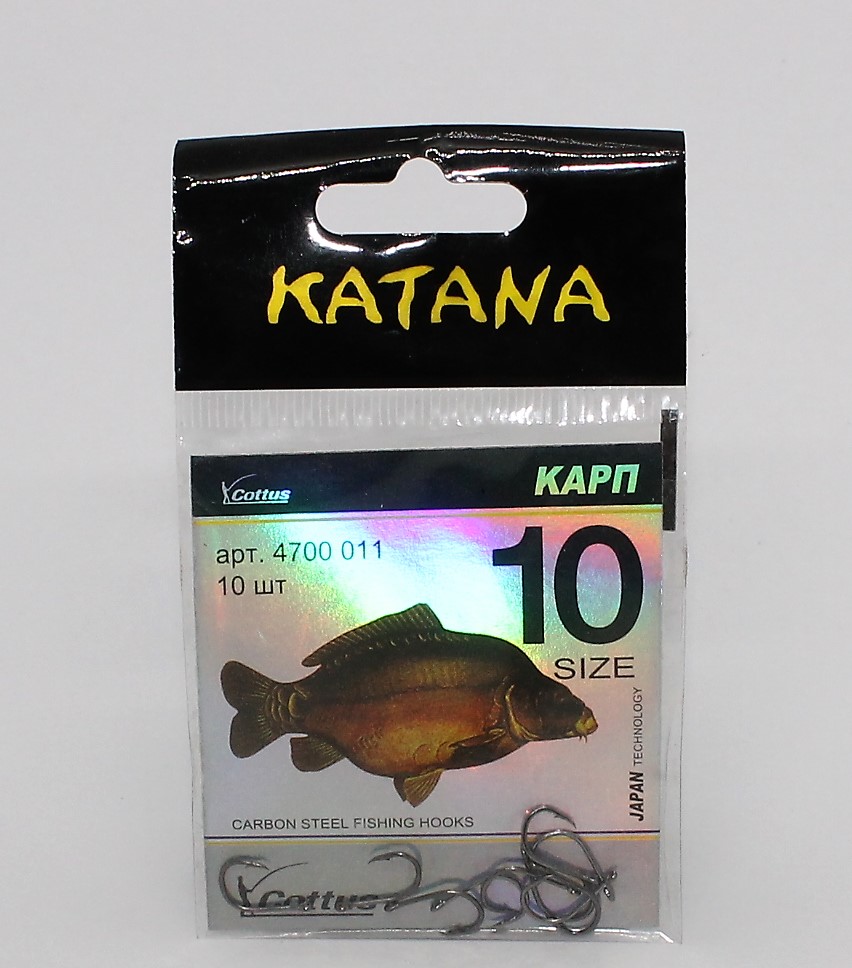 KATANA
Cottus
КАРП
арт. 4700 011
10 шт
10
SIZE
JAPAN TECHNOLOGY
CARBON STEEL FISHING HOOKS
Cottus